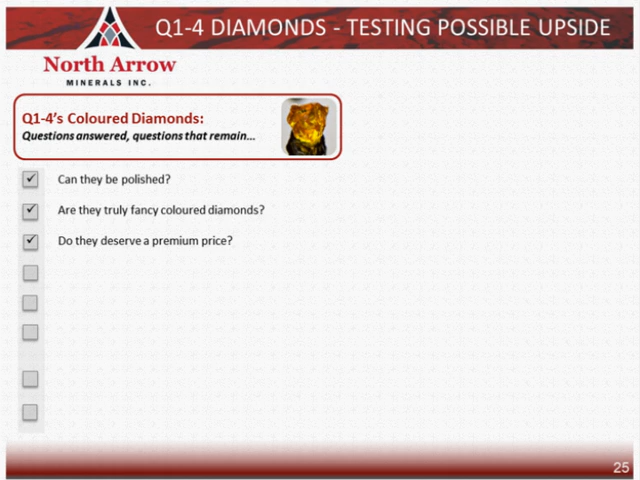 Q1-4 DIAMONDS - TESTING POSSIBLE UPSIDE
North Arrow
MINERALS INC.
Q1-4's Coloured Diamonds:
Questions answered, questions that remain...
Can they be polished?
Are they truly fancy coloured diamonds?
Do they deserve a premium price?
25